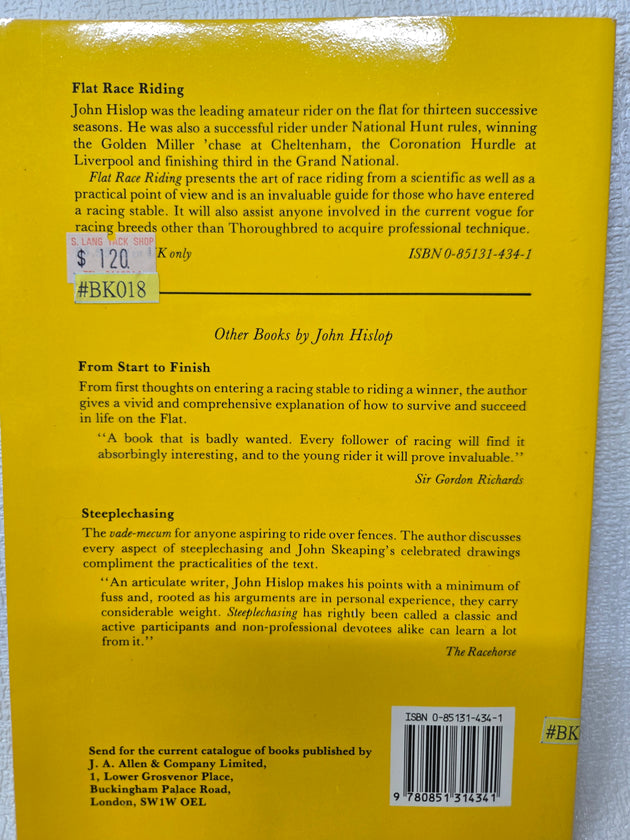 Flat Race Riding
John Hislop was the leading amateur rider on the flat for thirteen successive
seasons. He was also a successful rider under National Hunt rules, winning
the Golden Miller 'chase at Cheltenham, the Coronation Hurdle at
Liverpool and finishing third in the Grand National.
Flat Race Riding presents the art of race riding from a scientific as well as a
practical point of view and is an invaluable guide for those who have entered
a racing stable. It will also assist anyone involved in the current vogue for
racing breeds other than Thoroughbred to acquire professional technique.
S. LANG TACK SHOP
$ 120.
K only
ISBN 0-85131-434-1
#BK018
Other Books by John Hislop
From Start to Finish
From first thoughts on entering a racing stable to riding a winner, the author
gives a vivid and comprehensive explanation of how to survive and succeed
in life on the Flat.
"A book that is badly wanted. Every follower of racing will find it
absorbingly interesting, and to the young rider it will prove invaluable."
Sir Gordon Richards
Steeplechasing
The vade-mecum for anyone aspiring to ride over fences. The author discusses
every aspect of steeplechasing and John Skeaping's celebrated drawings
compliment the practicalities of the text.
"An articulate writer, John Hislop makes his points with a minimum of
fuss and, rooted as his arguments are in personal experience, they carry
considerable weight. Steeplechasing has rightly been called a classic and
active participants and non-professional devotees alike can learn a lot
from it."
The Racehorse
ISBN 0-85131-434-1
#BK
Send for the current catalogue of books published by
J. A. Allen & Company Limited,
1, Lower Grosvenor Place,
Buckingham Palace Road,
London, SW1W OEL
9 780851 314341